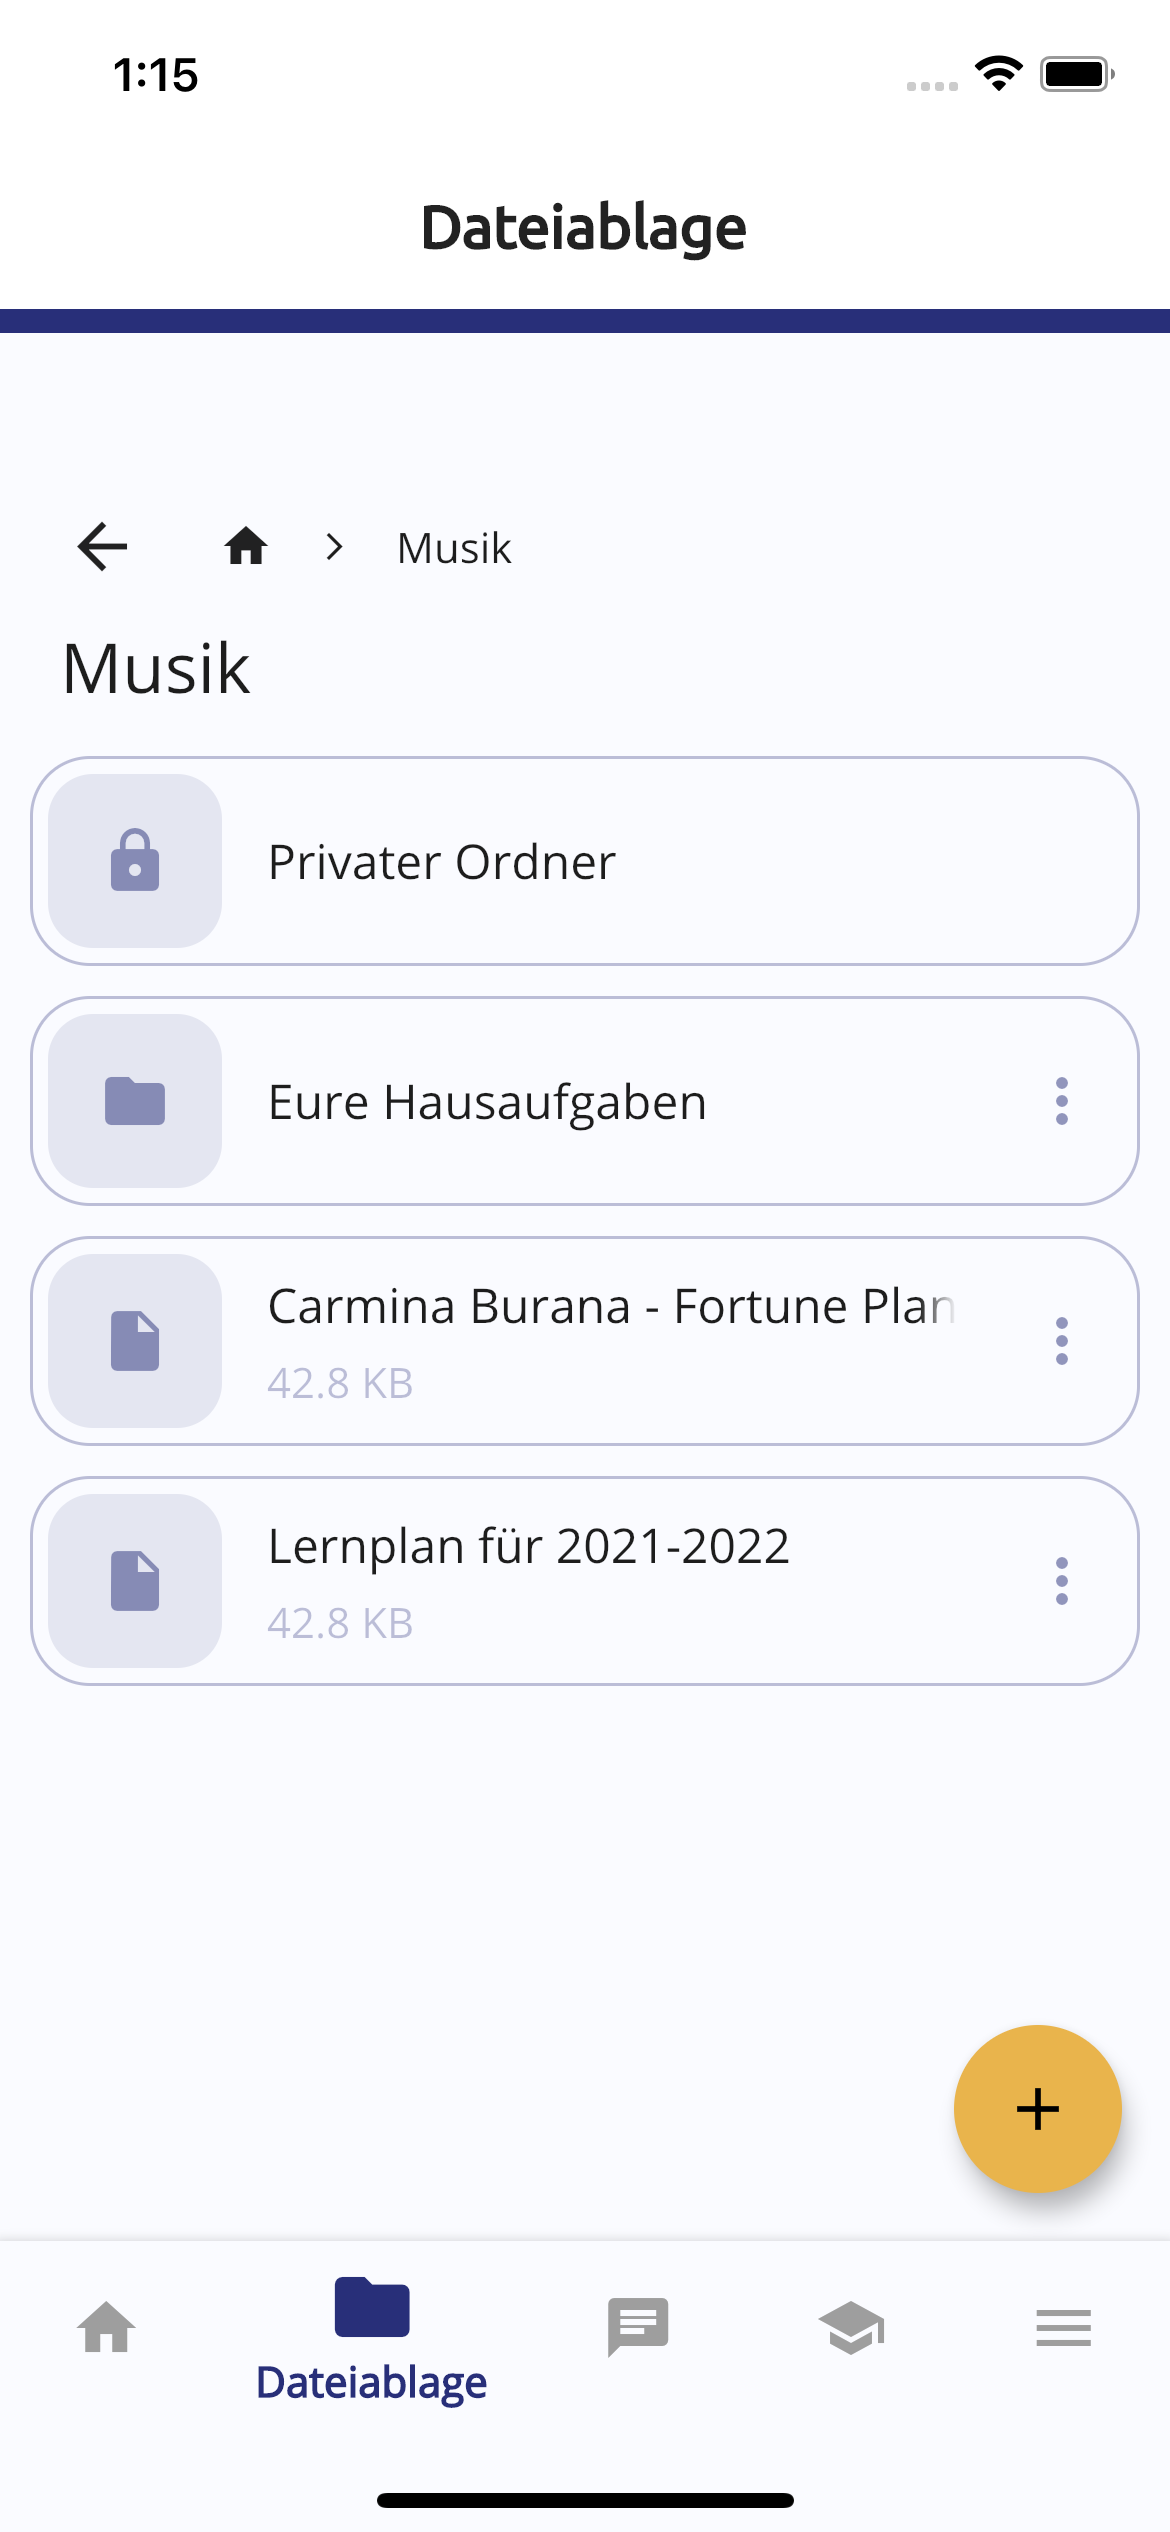 1:15
Dateiablage
Musik
Musik
Privater Ordner
Eure Hausaufgaben
Carmina Burana - Fortune Plan
42.8 KB
Lernplan für 2021-2022
42.8 KB
Dateiablage